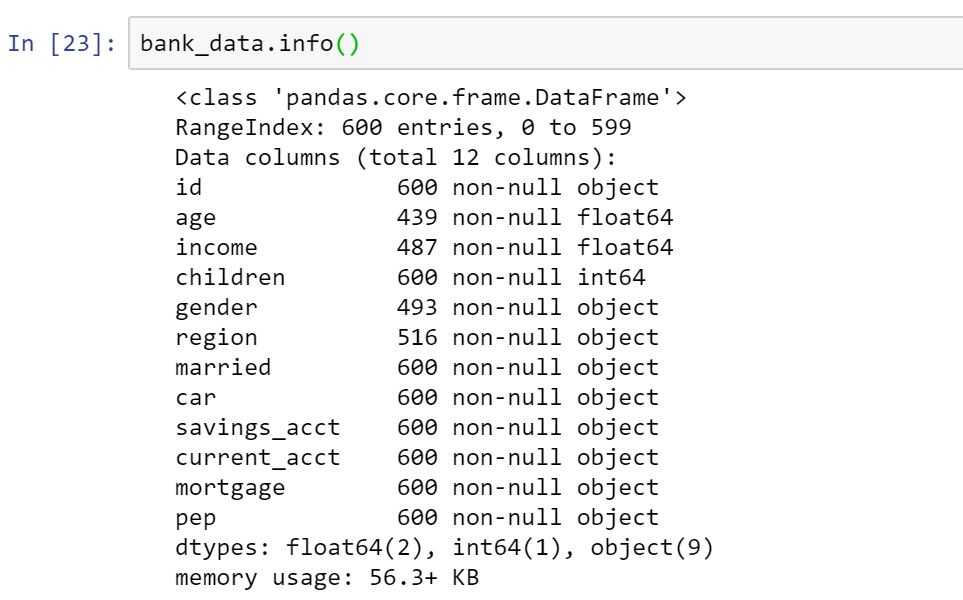 In [23]: bank_data.info()
<class 'pandas.core.frame.DataFrame'>
RangeIndex: 600 entries, 0 to 599
Data columns (total 12 columns):
id              600 non-null object
age             439 non-null float64
income          487 non-null float64
children        600 non-null int64
gender          493 non-null object
region          516 non-null object
married         600 non-null object
car             600 non-null object
savings_acct    600 non-null object
current_acct    600 non-null object
mortgage        600 non-null object
pep             600 non-null object
dtypes: float64(2), int64(1), object(9)
memory usage: 56.3+ KB